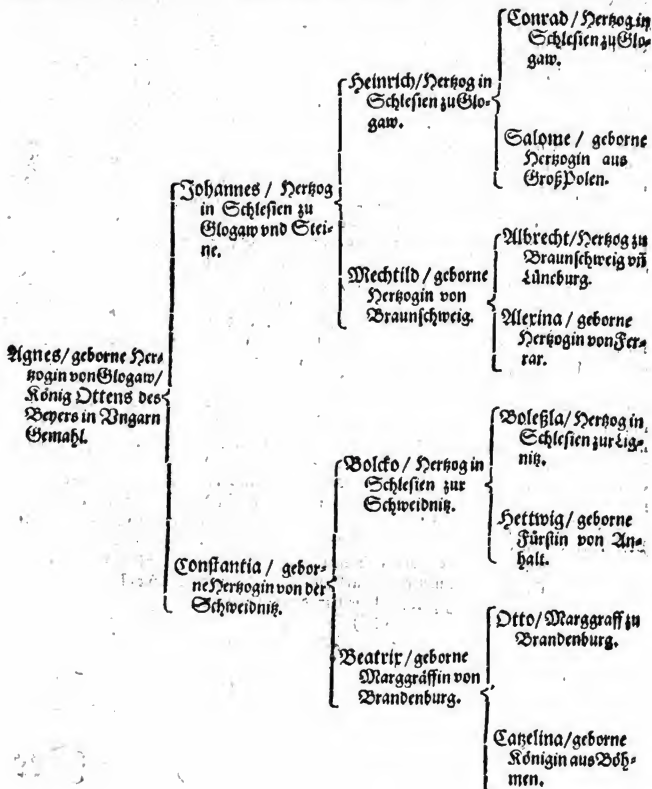 Agnes / geborne Her-
tzogin von Glogaw /
König Ottens des
Beyers in Vngarn
Gemahl.
Johannes / Hertzog
in Schlesien zu
Glogaw vnd Stei-
ne.
Constantia / gebor-
ne Hertzogin von der
Schweidnitz.
Heinrich / Hertzog in
Schlesien zu Glo-
gaw.
Mechtild / geborne
Hertzogin von
Braunschweig.
Bolcko / Hertzog in
Schlesien zur
Schweidnitz.
Beatrix / geborne
Marggräffin von
Brandenburg.
Conrad / Hertzog in
Schlesien zu Glo-
gaw.
Salome / geborne
Hertzogin aus
Groß Polen.
Albrecht / Hertzog zu
Braunschweig vñ
Lüneburg.
Alexina / geborne
Hertzogin von Fer-
rar.
Boleßla / Hertzog in
Schlesien zur Lig-
nitz.
Hettwig / geborne
Fürstin von An-
halt.
Otto / Marggraff zu
Brandenburg.
Catzelina / geborne
Königin aus Böh-
men.